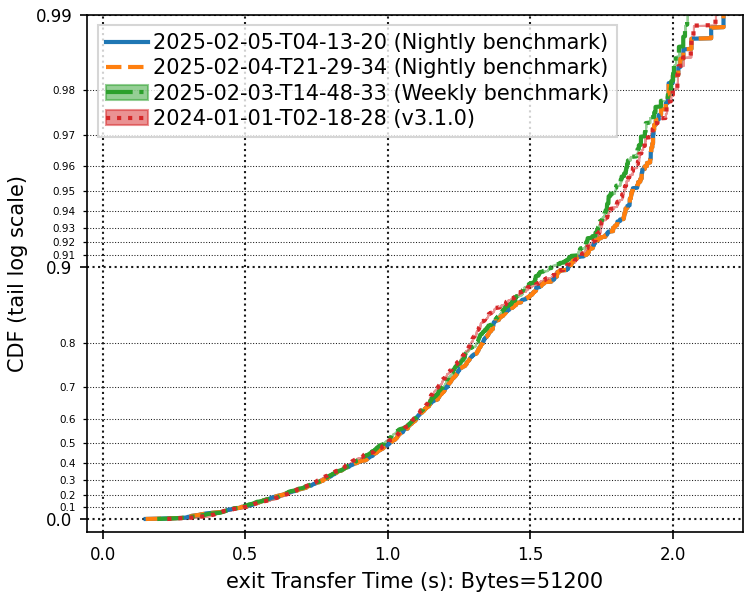 0.99
2025-02-05-T04-13-20 (Nightly benchmark)
2025-02-04-T21-29-34 (Nightly benchmark)
2025-02-03-T14-48-33 (Weekly benchmark)
2024-01-01-T02-18-28 (v3.1.0)
0.98
0.97
0.96
0.95
0.94
0.93
0.92
0.91
0.9
0.8
0.7
0.6
0.5
0.4
0.3
0.2
0.1
0.0
CDF (tail log scale)
0.0 0.5 1.0 1.5 2.0
exit Transfer Time (s): Bytes=51200